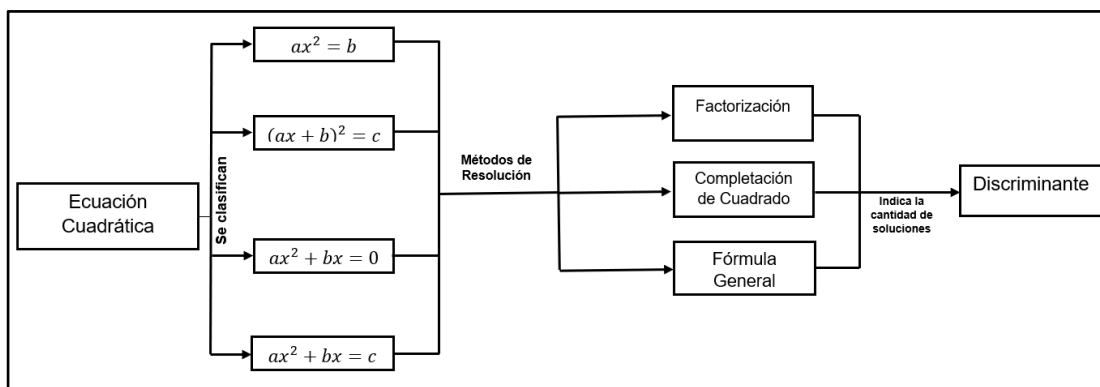 Ecuación
Cuadrática
Se clasifican
𝑎𝑥² = 𝑏
(𝑎𝑥 + 𝑏)² = 𝑐
𝑎𝑥² + 𝑏𝑥 = 0
𝑎𝑥² + 𝑏𝑥 = 𝑐
Métodos de
Resolución
Factorización
Completación
de Cuadrado
Fórmula
General
Indica la
cantidad de
soluciones
Discriminante